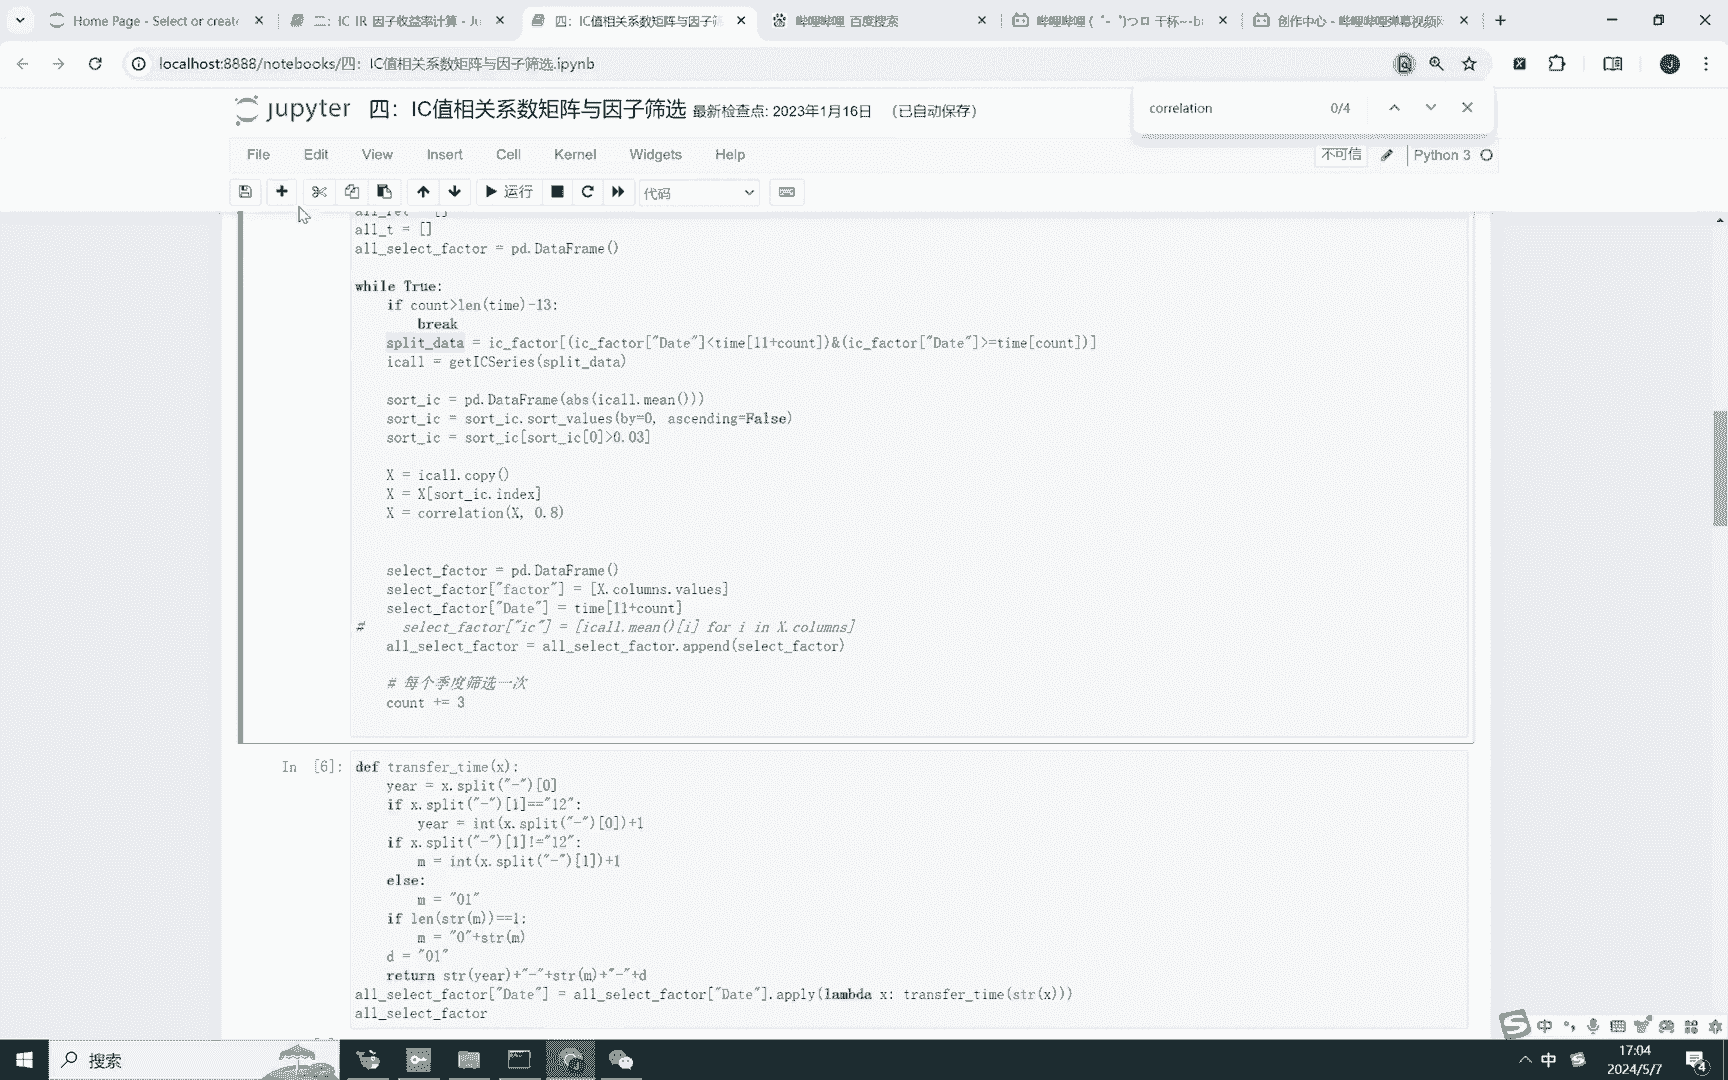 Home Page - Select or create
二：IC IR 因子收益率计算 - Ju
四：IC值相关系数矩阵与因子筛
哔哩哔哩_百度搜索
哔哩哔哩 (゜-゜)つロ 干杯~-bi
创作中心 - 哔哩哔哩弹幕视频网
localhost:8888/notebooks/四：IC值相关系数矩阵与因子筛选.ipynb
correlation 0/4
jupyter 四：IC值相关系数矩阵与因子筛选 最新检查点: 2023年1月16日 （已自动保存）
File Edit View Insert Cell Kernel Widgets Help
不可信 Python 3
运行 代码
all_ret = []
all_t = []
all_select_factor = pd.DataFrame()
while True:
if count>len(time)-13:
break
split_data = ic_factor[(ic_factor["Date"]<time[11+count])&(ic_factor["Date"]>=time[count])]
icall = getICSeries(split_data)
sort_ic = pd.DataFrame(abs(icall.mean()))
sort_ic = sort_ic.sort_values(by=0, ascending=False)
sort_ic = sort_ic[sort_ic[0]>0.03]
X = icall.copy()
X = X[sort_ic.index]
X = correlation(X, 0.8)
select_factor = pd.DataFrame()
select_factor["factor"] = [X.columns.values]
select_factor["Date"] = time[11+count]
# select_factor["ic"] = [icall.mean()[i] for i in X.columns]
all_select_factor = all_select_factor.append(select_factor)
# 每个季度筛选一次
count += 3
In [6]:
def transfer_time(x):
year = x.split("-")[0]
if x.split("-")[1]=="12":
year = int(x.split("-")[0])+1
if x.split("-")[1]!="12":
m = int(x.split("-")[1])+1
else:
m = "01"
if len(str(m))==1:
m = "0"+str(m)
d = "01"
return str(year)+"-"+str(m)+"-"+d
all_select_factor["Date"] = all_select_factor["Date"].apply(lambda x: transfer_time(str(x)))
all_select_factor
搜索
中
中
17:04
2024/5/7
4